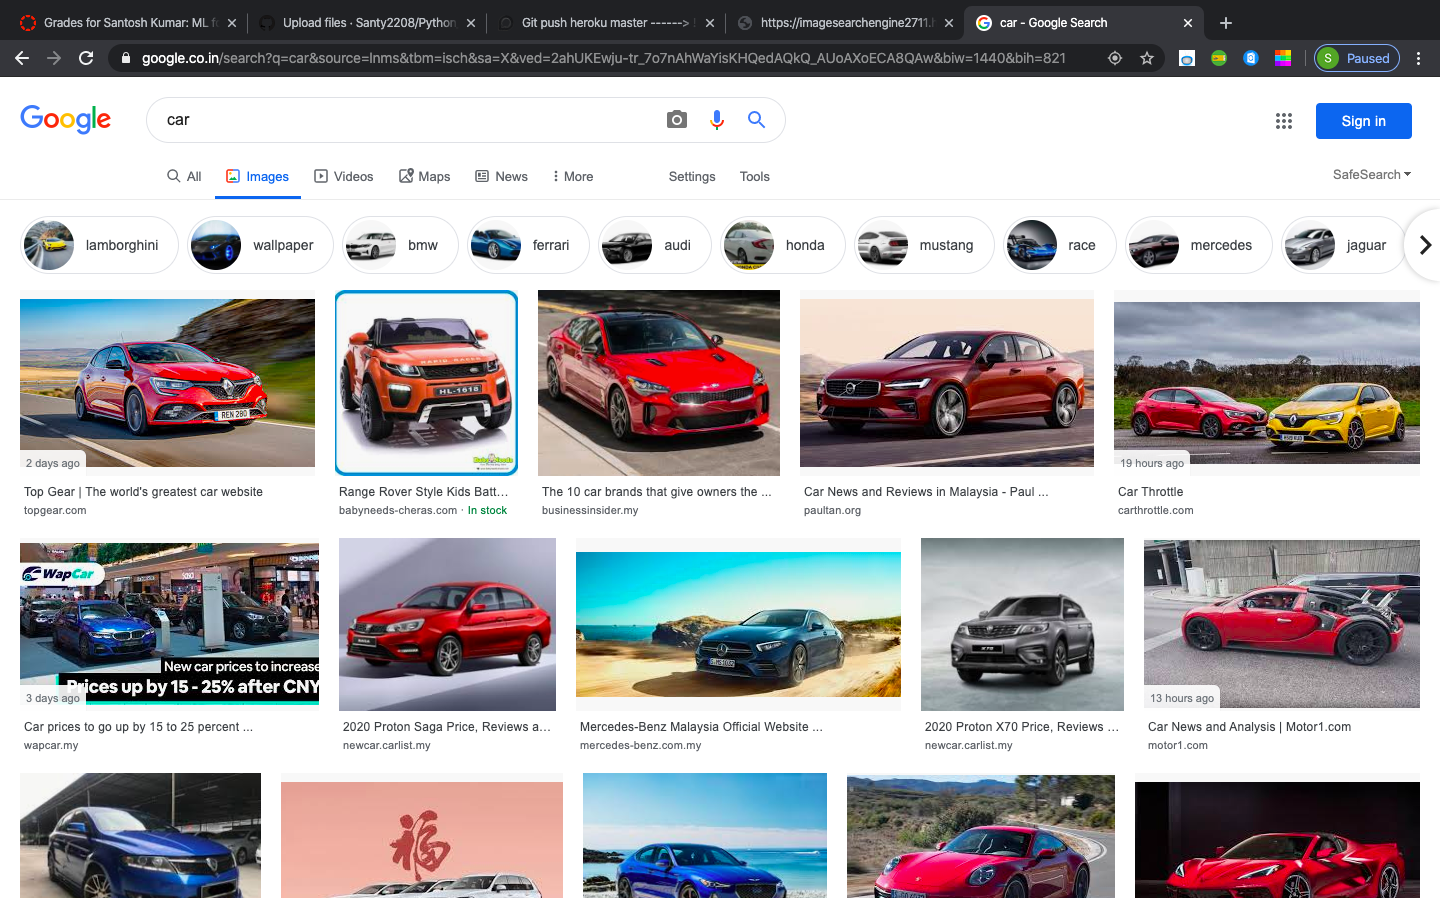 Grades for Santosh Kumar: ML fo
Upload files · Santy2208/Python
Git push heroku master ------> !
https://imagesearchengine2711.h
car - Google Search
google.co.in/search?q=car&source=lnms&tbm=isch&sa=X&ved=2ahUKEwju-tr_7o7nAhWaYisKHQedAQkQ_AUoAXoECA8QAw&biw=1440&bih=821
S Paused
Google
car
Sign in
All Images Videos Maps News More Settings Tools
SafeSearch
lamborghini wallpaper bmw ferrari audi honda mustang race mercedes jaguar
REN 280
RAPID RACER
HL-1618
2 days ago
19 hours ago
Top Gear | The world's greatest car website
topgear.com
Range Rover Style Kids Batt...
babyneeds-cheras.com · In stock
The 10 car brands that give owners the ...
businessinsider.my
Car News and Reviews in Malaysia - Paul ...
paultan.org
Car Throttle
carthrottle.com
WapCar
New car prices to increase
Prices up by 15 - 25% after CNY
3 days ago
X70
13 hours ago
Car prices to go up by 15 to 25 percent ...
wapcar.my
2020 Proton Saga Price, Reviews a...
newcar.carlist.my
Mercedes-Benz Malaysia Official Website ...
mercedes-benz.com.my
2020 Proton X70 Price, Reviews ...
newcar.carlist.my
Car News and Analysis | Motor1.com
motor1.com
福